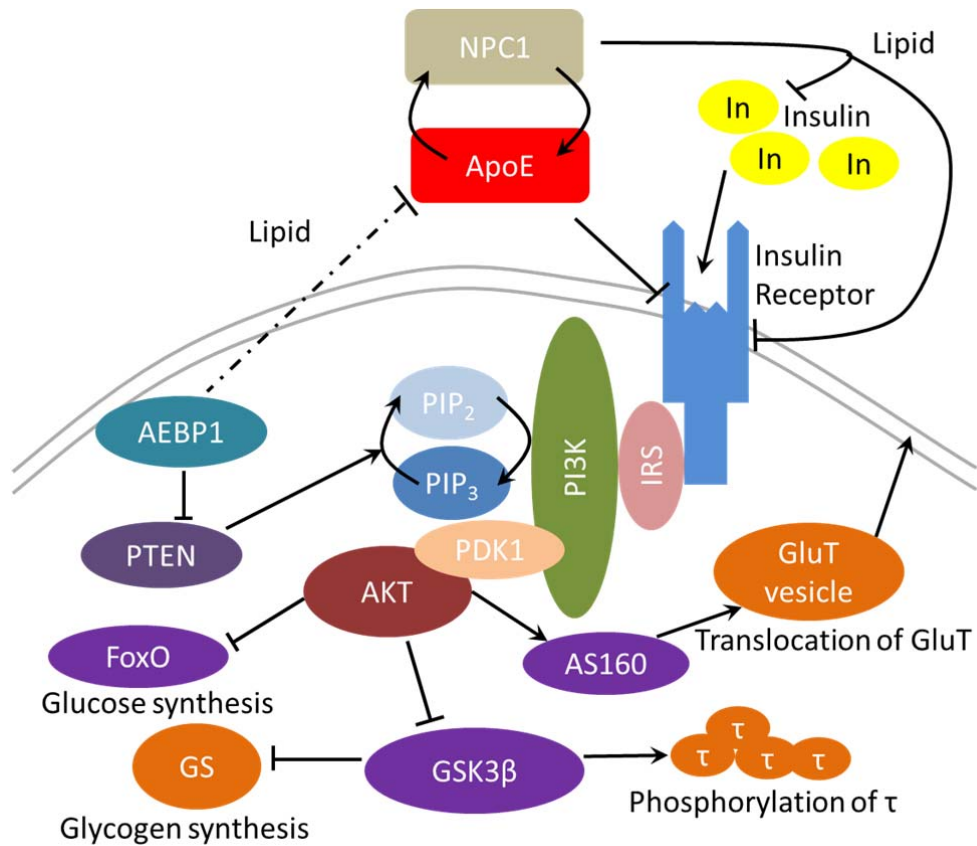 NPC1
Lipid
In
Insulin
In
In
ApoE
Lipid
Insulin
Receptor
AEBP1
PIP₂
PI3K
IRS
PIP₃
PTEN
PDK1
GluT
vesicle
AKT
Translocation of GluT
FoxO
AS160
Glucose synthesis
GS
GSK3β
τ
τ
τ
τ
Phosphorylation of τ
Glycogen synthesis